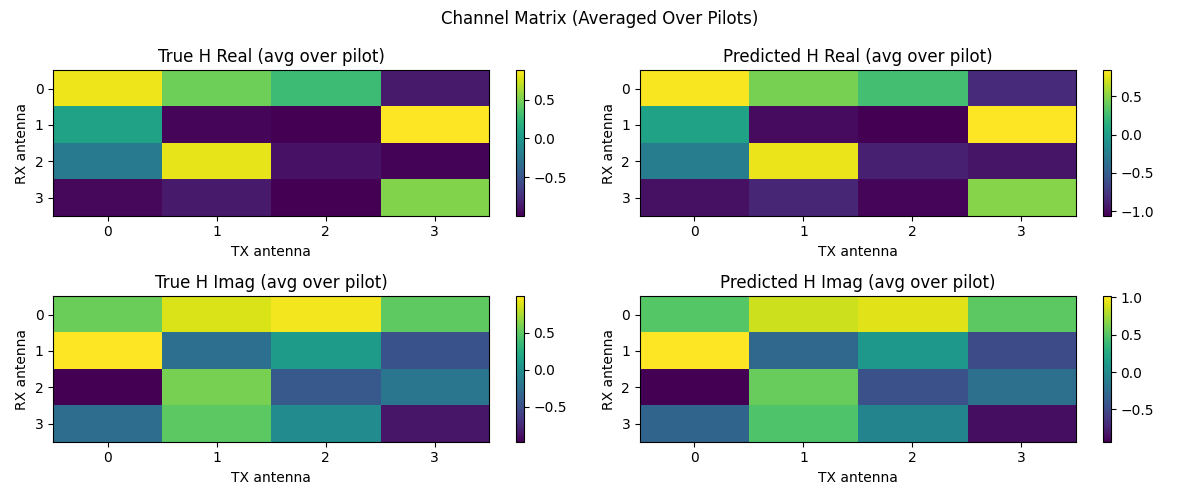 Channel Matrix (Averaged Over Pilots)
True H Real (avg over pilot)
RX antenna
0
1
2
3
0 1 2 3
TX antenna
0.5
0.0
−0.5
Predicted H Real (avg over pilot)
RX antenna
0
1
2
3
0 1 2 3
TX antenna
0.5
0.0
−0.5
−1.0
True H Imag (avg over pilot)
RX antenna
0
1
2
3
0 1 2 3
TX antenna
0.5
0.0
−0.5
Predicted H Imag (avg over pilot)
RX antenna
0
1
2
3
0 1 2 3
TX antenna
1.0
0.5
0.0
−0.5